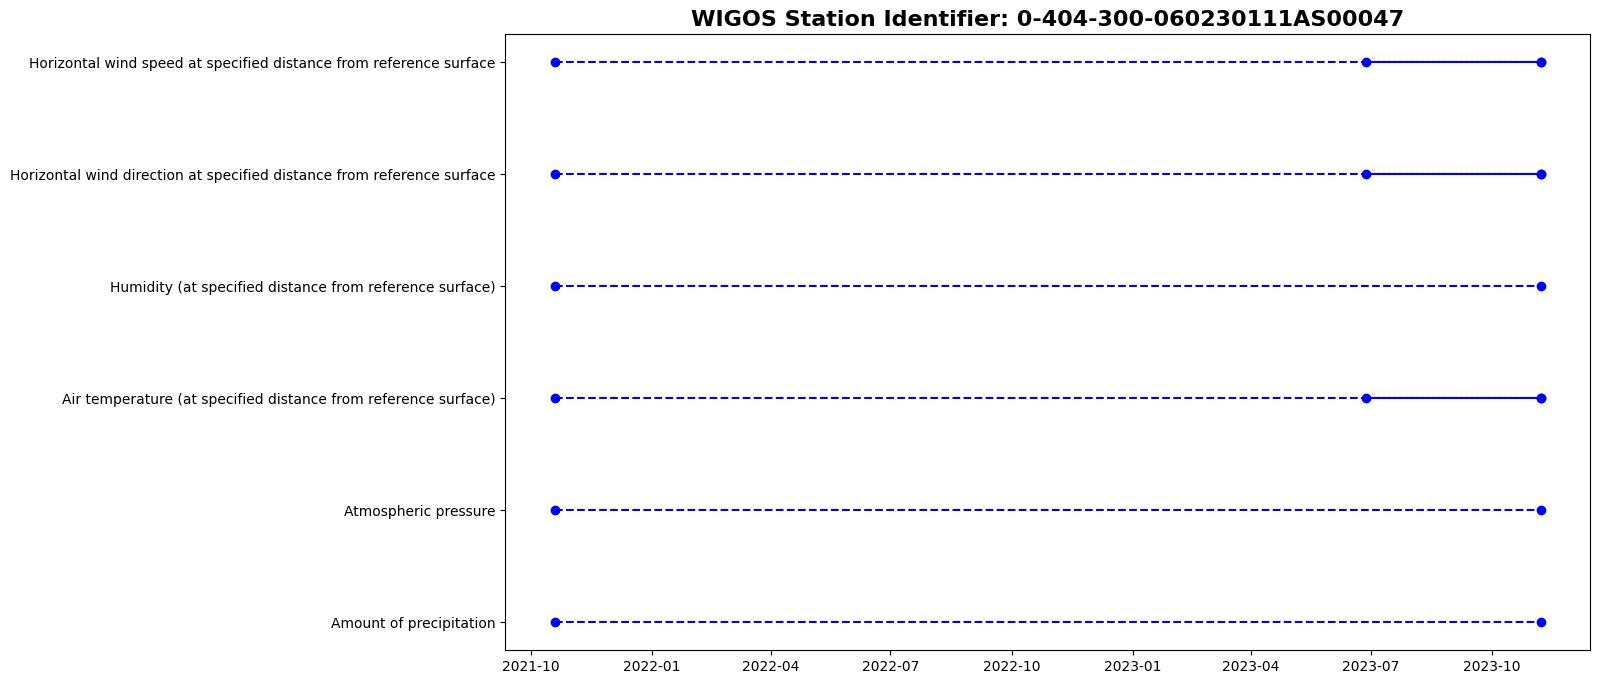 WIGOS Station Identifier: 0-404-300-060230111AS00047
Horizontal wind speed at specified distance from reference surface
Horizontal wind direction at specified distance from reference surface
Humidity (at specified distance from reference surface)
Air temperature (at specified distance from reference surface)
Atmospheric pressure
Amount of precipitation
2021-10 2022-01 2022-04 2022-07 2022-10 2023-01 2023-04 2023-07 2023-10